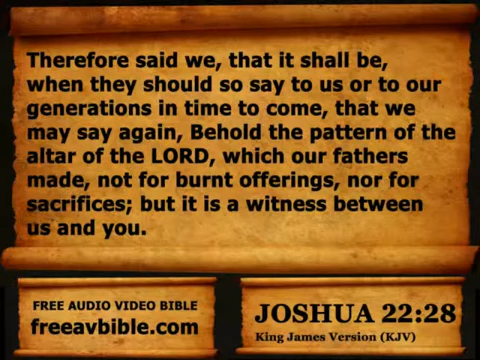 Therefore said we, that it shall be,
when they should so say to us or to our
generations in time to come, that we
may say again, Behold the pattern of the
altar of the LORD, which our fathers
made, not for burnt offerings, nor for
sacrifices; but it is a witness between
us and you.
FREE AUDIO VIDEO BIBLE
freeavbible.com
JOSHUA 22:28
King James Version (KJV)